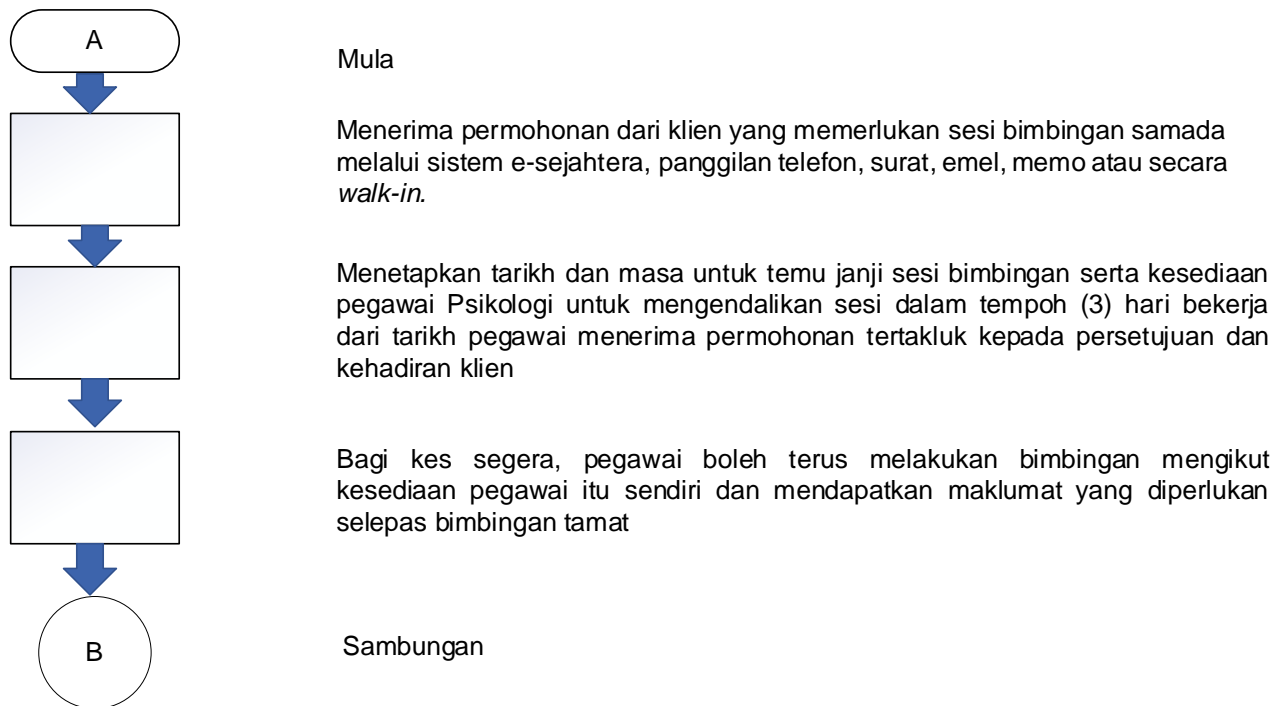 A
Mula
Menerima permohonan dari klien yang memerlukan sesi bimbingan samada
melalui sistem e-sejahtera, panggilan telefon, surat, emel, memo atau secara
walk-in.
Menetapkan tarikh dan masa untuk temu janji sesi bimbingan serta kesediaan
pegawai Psikologi untuk mengendalikan sesi dalam tempoh (3) hari bekerja
dari tarikh pegawai menerima permohonan tertakluk kepada persetujuan dan
kehadiran klien
Bagi kes segera, pegawai boleh terus melakukan bimbingan mengikut
kesediaan pegawai itu sendiri dan mendapatkan maklumat yang diperlukan
selepas bimbingan tamat
B
Sambungan